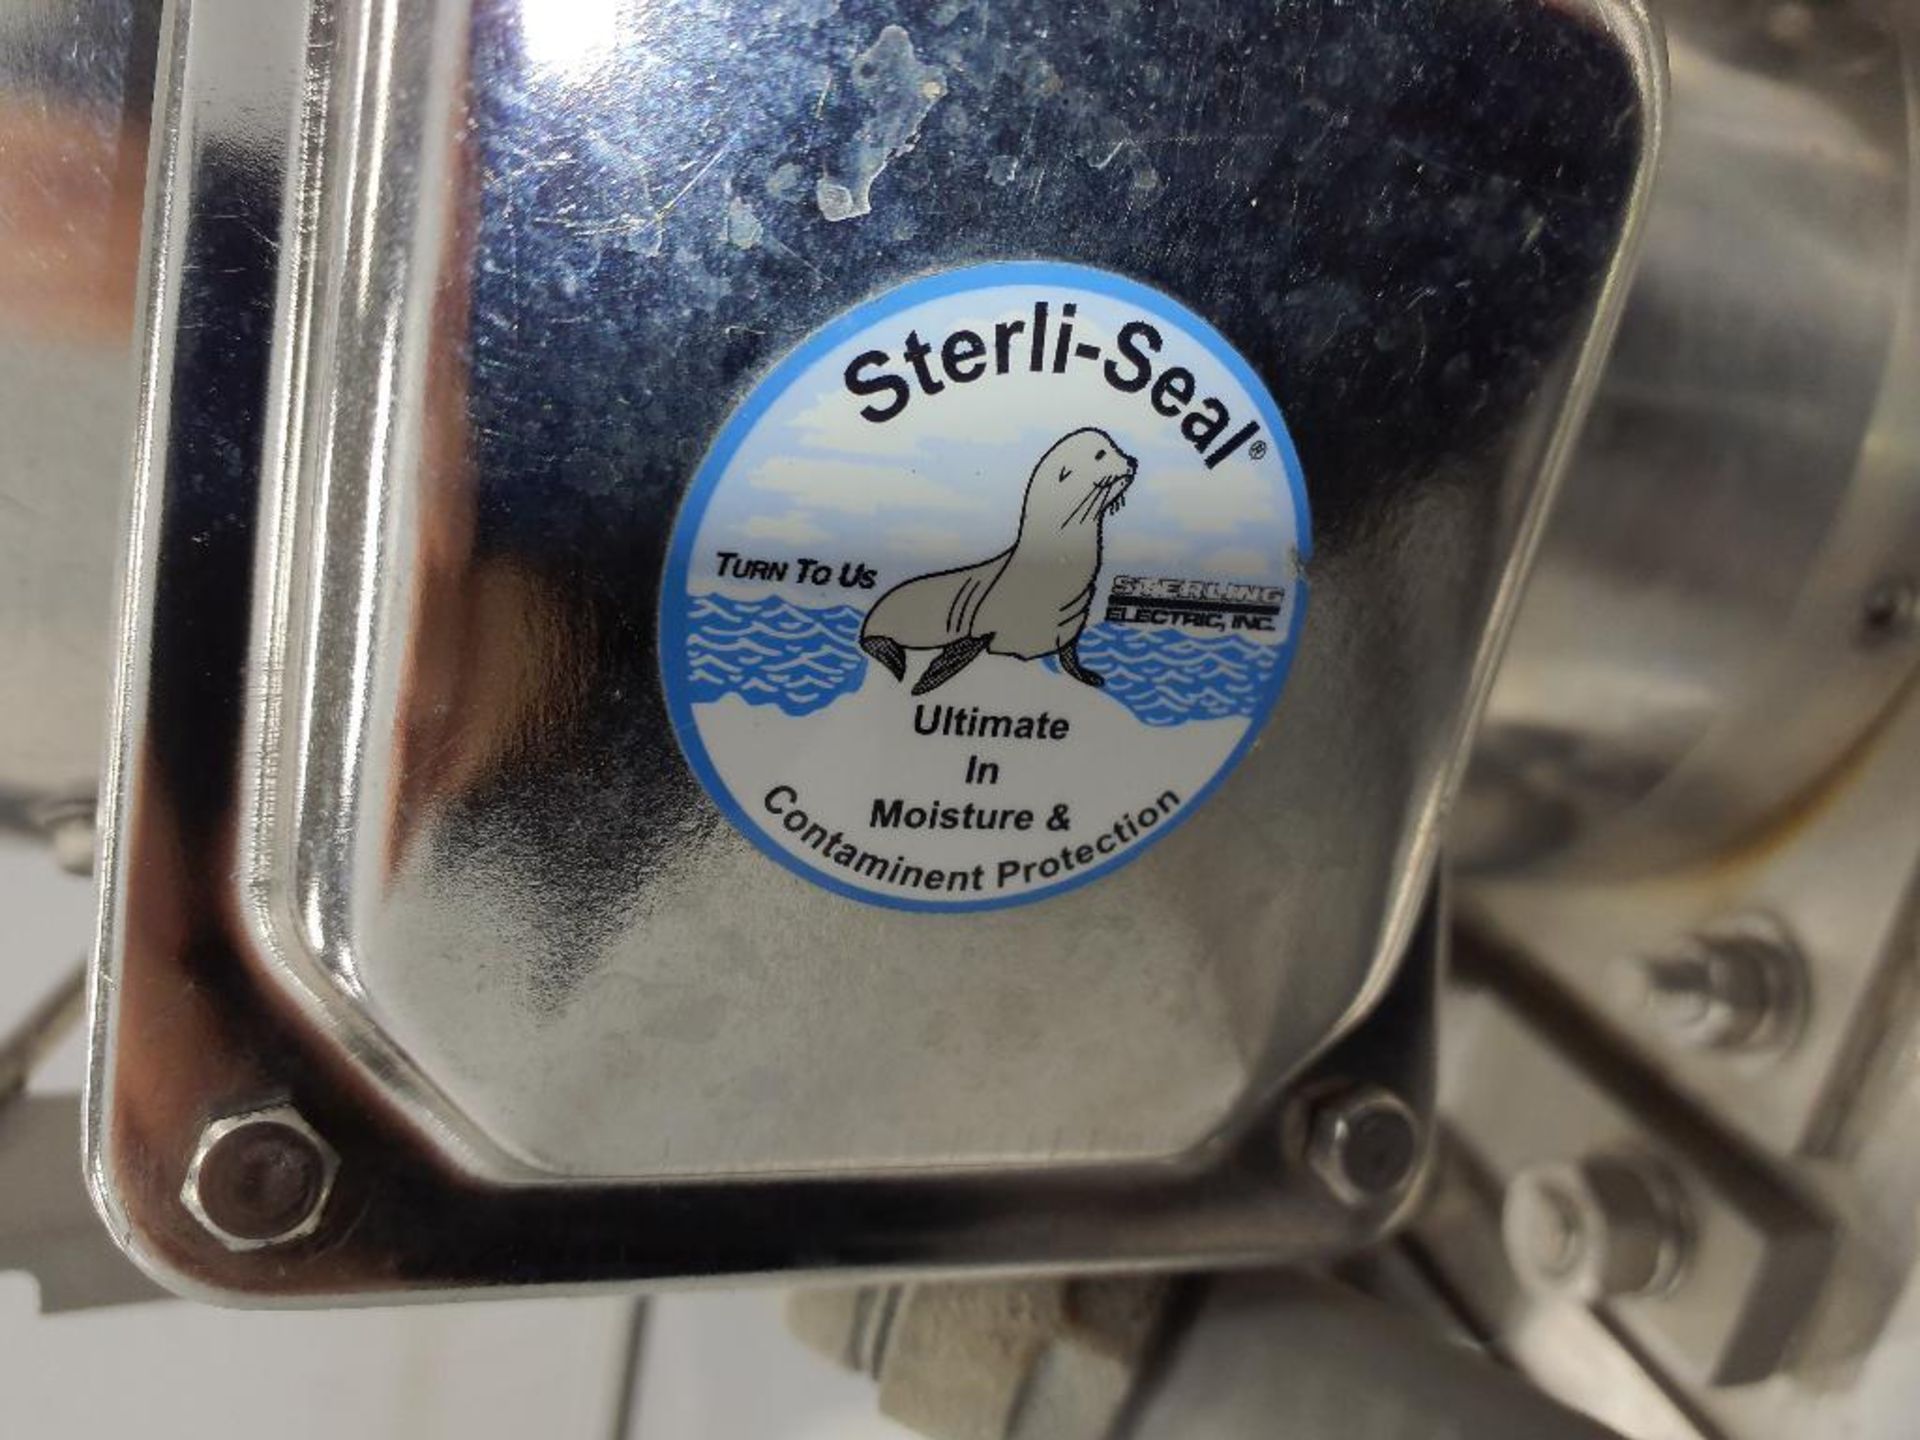 Sterli-Seal®
TURN TO US
STERLING
ELECTRIC, INC.
Ultimate
In
Moisture &
Contaminent Protection